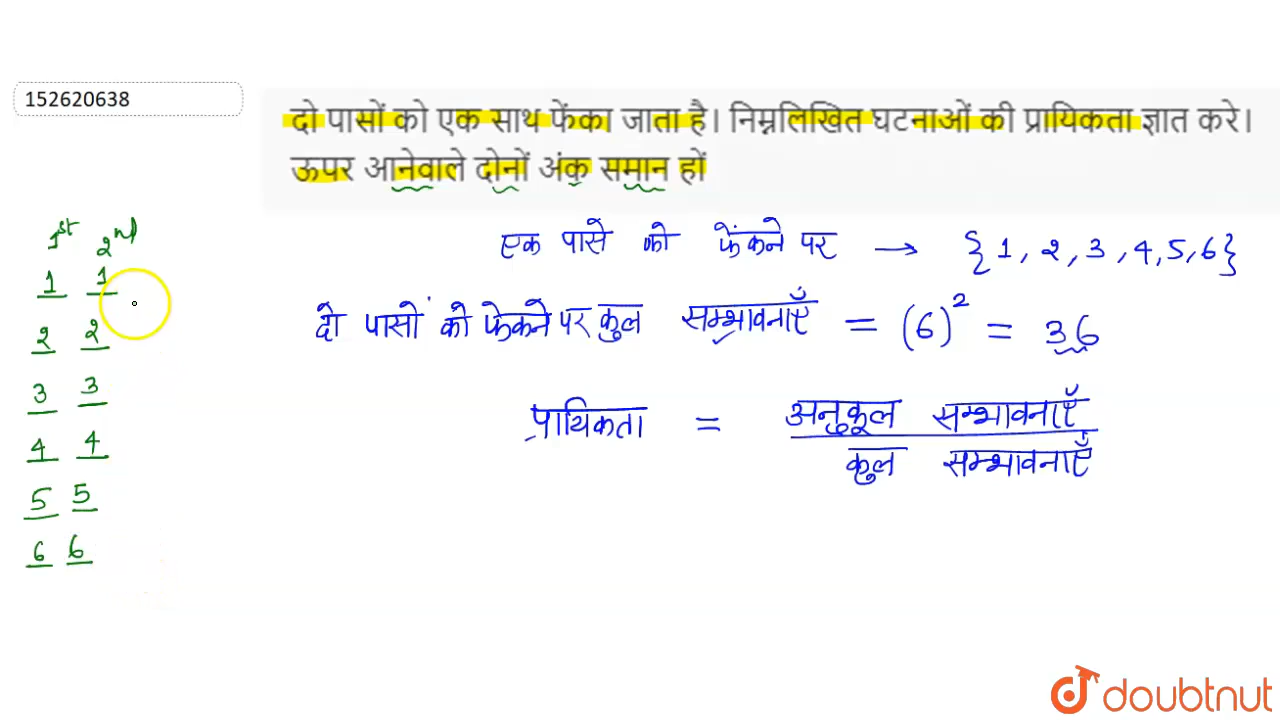 152620638
दो पासों को एक साथ फेंका जाता है। निम्नलिखित घटनाओं की प्रायिकता ज्ञात करे।
ऊपर आनेवाले दोनों अंक समान हों
1st 2nd
1 1
2 2
3 3
4 4
5 5
6 6
एक पासे को फेंकने पर → {1, 2, 3, 4, 5, 6}
दो पासों को फेकने पर कुल सम्भावनाएँ = (6)² = 36
प्रायिकता = अनुकूल सम्भावनाएँ
कुल सम्भावनाएँ
doubtnut